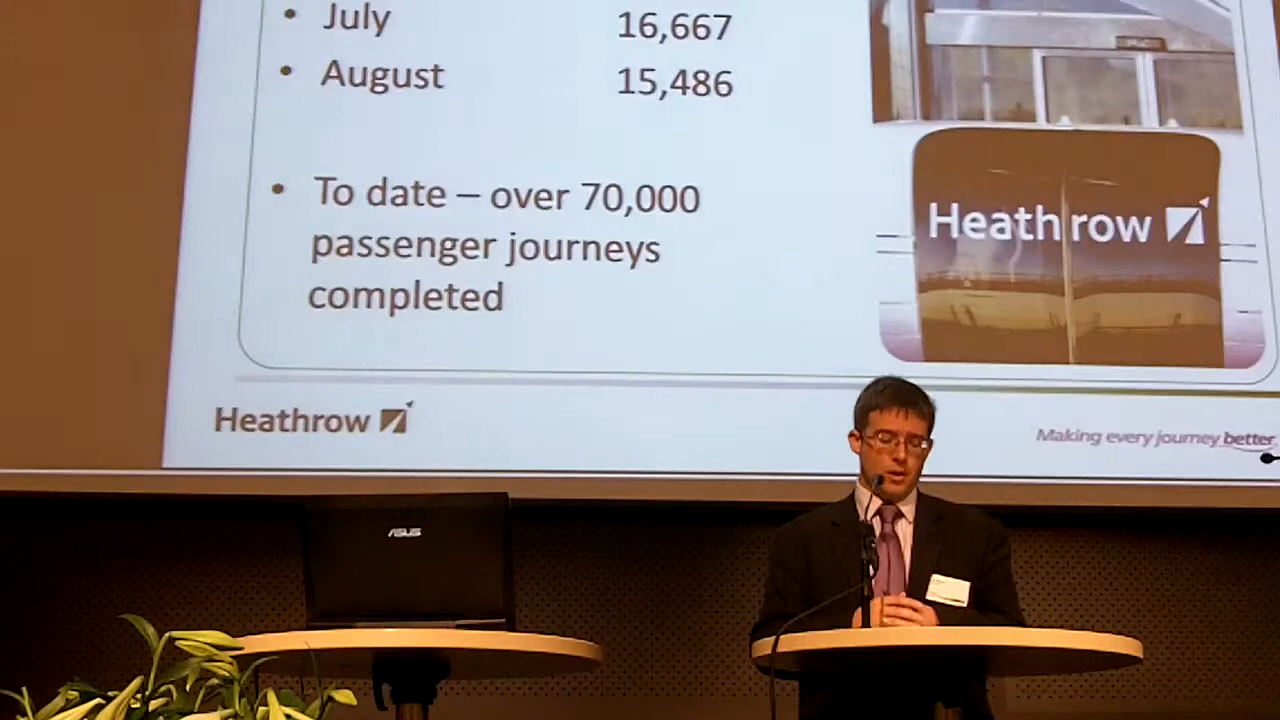 • July 16,667
• August 15,486
• To date – over 70,000
passenger journeys
completed
Heathrow
Heathrow
Making every journey better.
ASUS